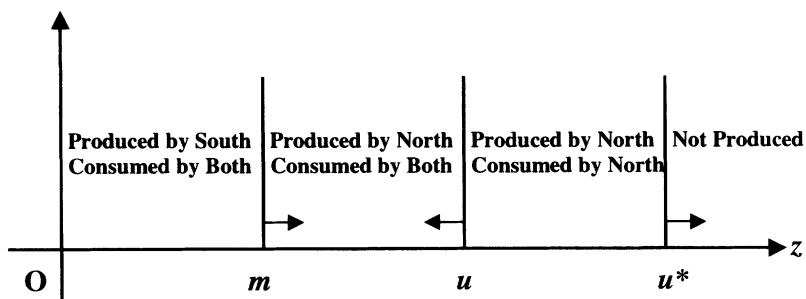 Produced by South
Consumed by Both
Produced by North
Consumed by Both
Produced by North
Consumed by North
Not Produced
O
m
u
u*
z